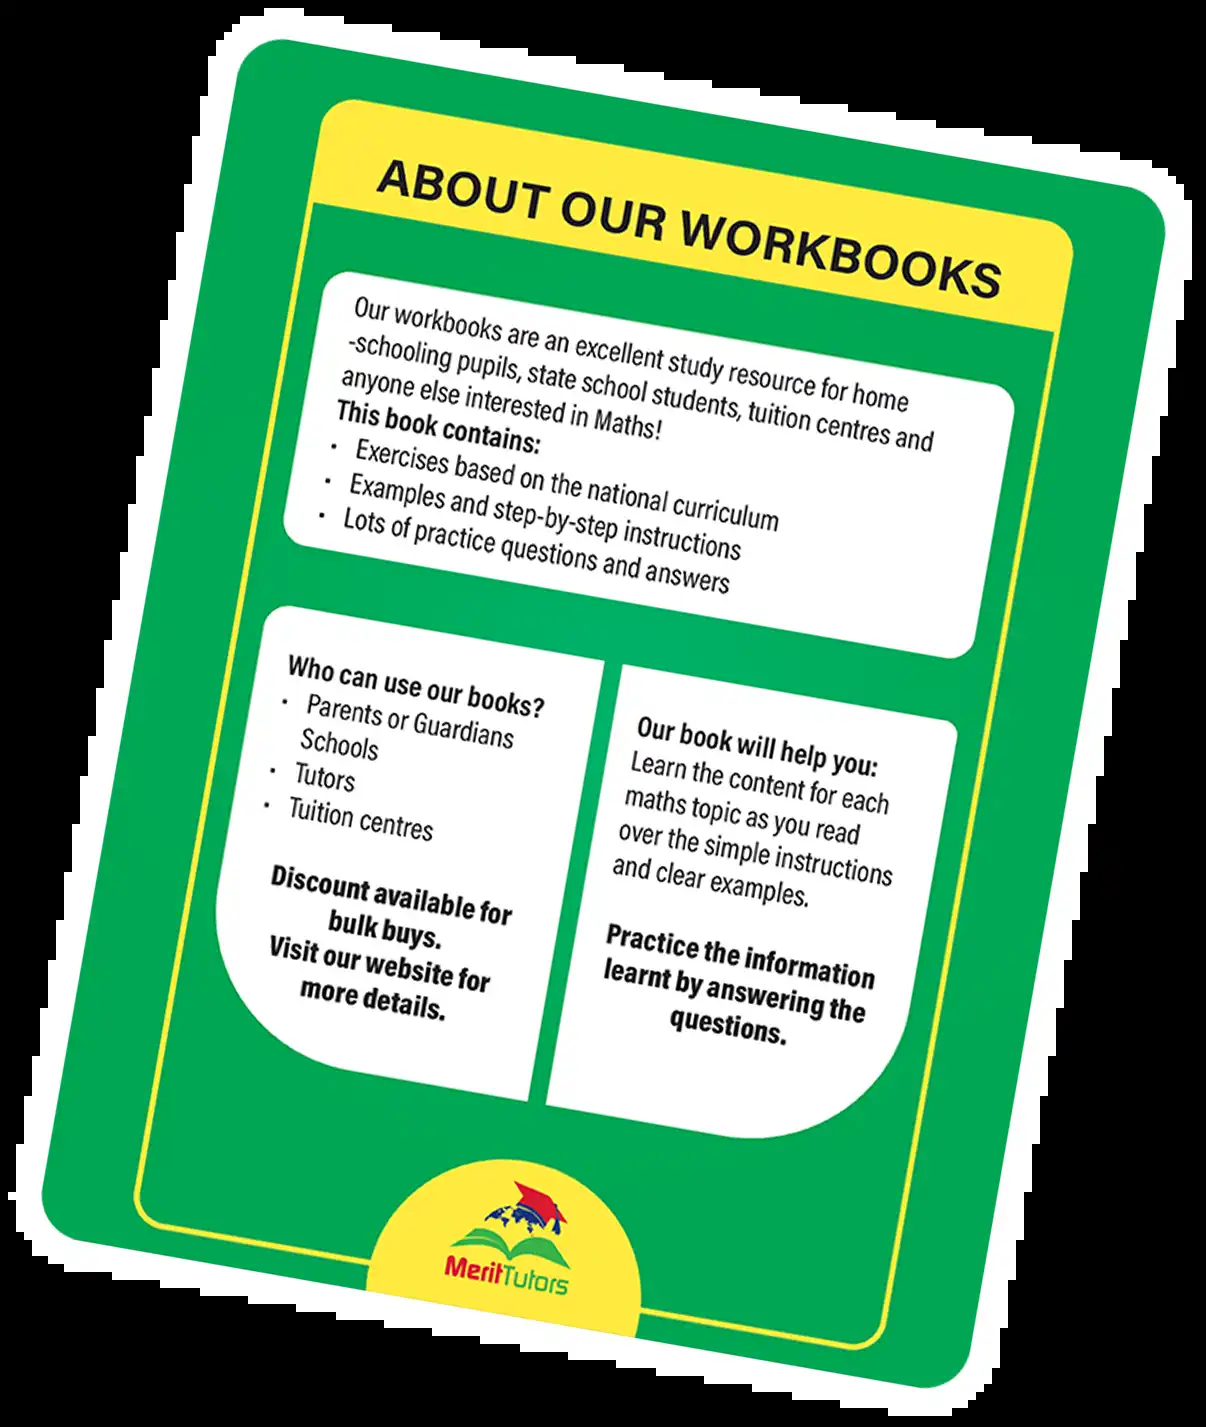 ABOUT OUR WORKBOOKS
Our workbooks are an excellent study resource for home
-schooling pupils, state school students, tuition centres and
anyone else interested in Maths!
This book contains:
• Exercises based on the national curriculum
• Examples and step-by-step instructions
• Lots of practice questions and answers
Who can use our books?
• Parents or Guardians
Schools
• Tutors
• Tuition centres
Discount available for
bulk buys.
Visit our website for
more details.
Our book will help you:
Learn the content for each
maths topic as you read
over the simple instructions
and clear examples.
Practice the information
learnt by answering the
questions.
MeritTutors